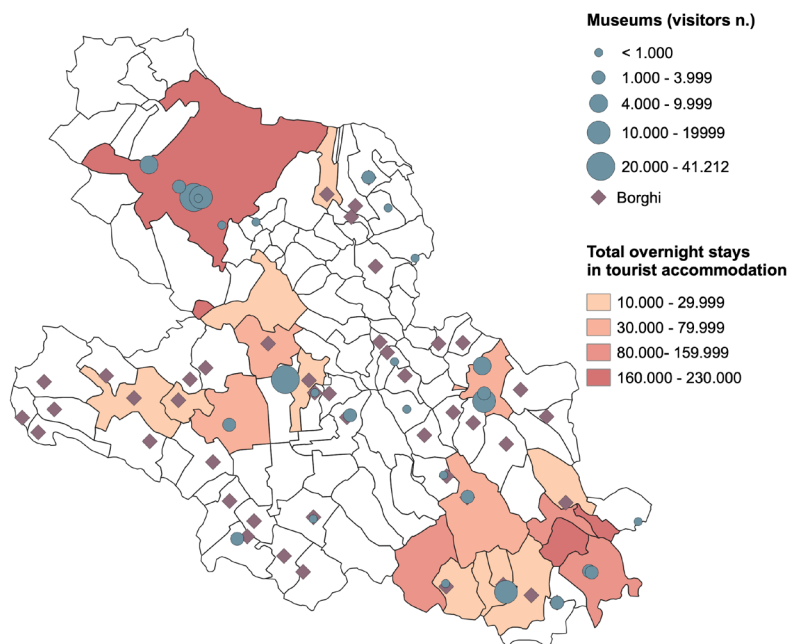 Museums (visitors n.)
< 1.000
1.000 - 3.999
4.000 - 9.999
10.000 - 19999
20.000 - 41.212
Borghi
Total overnight stays
in tourist accommodation
10.000 - 29.999
30.000 - 79.999
80.000- 159.999
160.000 - 230.000